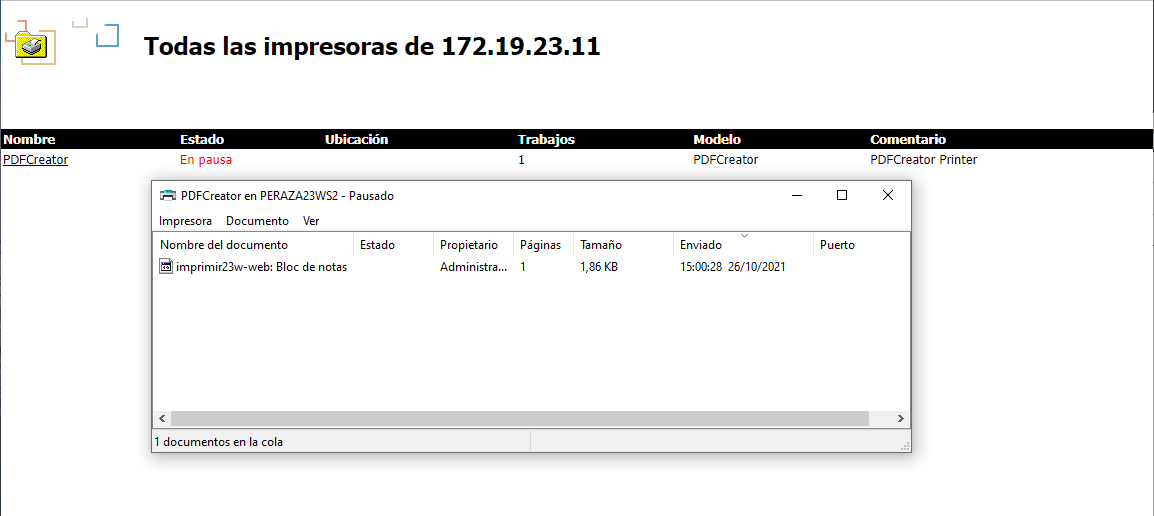 Todas las impresoras de 172.19.23.11
Nombre Estado Ubicación Trabajos Modelo Comentario
PDFCreator En pausa 1 PDFCreator PDFCreator Printer
PDFCreator en PERAZA23WS2 - Pausado
Impresora Documento Ver
Nombre del documento Estado Propietario Páginas Tamaño Enviado Puerto
imprimir23w-web: Bloc de notas Administra... 1 1,86 KB 15:00:28 26/10/2021
1 documentos en la cola